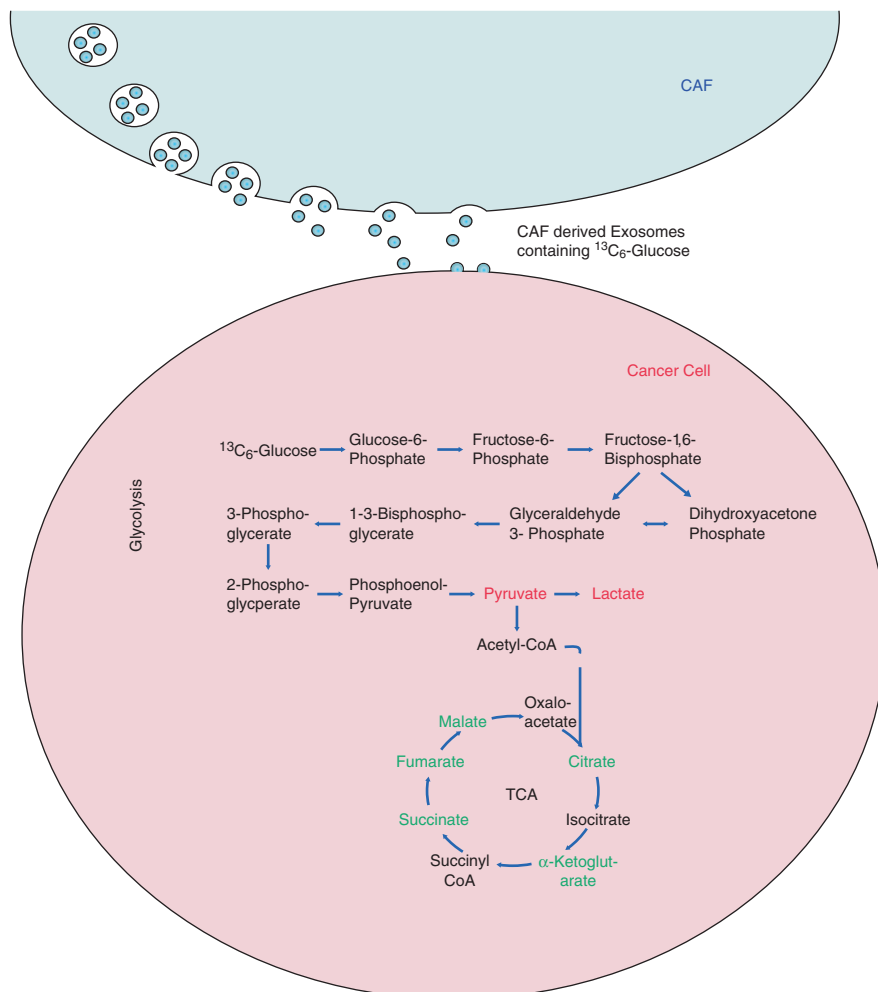 CAF
CAF derived Exosomes
containing ¹³C₆-Glucose
Cancer Cell
Glycolysis
¹³C₆-Glucose
Glucose-6-
Phosphate
Fructose-6-
Phosphate
Fructose-1,6-
Bisphosphate
3-Phospho-
glycerate
1-3-Bisphospho-
glycerate
Glyceraldehyde
3- Phosphate
Dihydroxyacetone
Phosphate
2-Phospho-
glycperate
Phosphoenol-
Pyruvate
Pyruvate
Lactate
Acetyl-CoA
Oxalo-
acetate
Malate
Fumarate
Citrate
TCA
Succinate
Isocitrate
Succinyl
CoA
α-Ketoglut-
arate